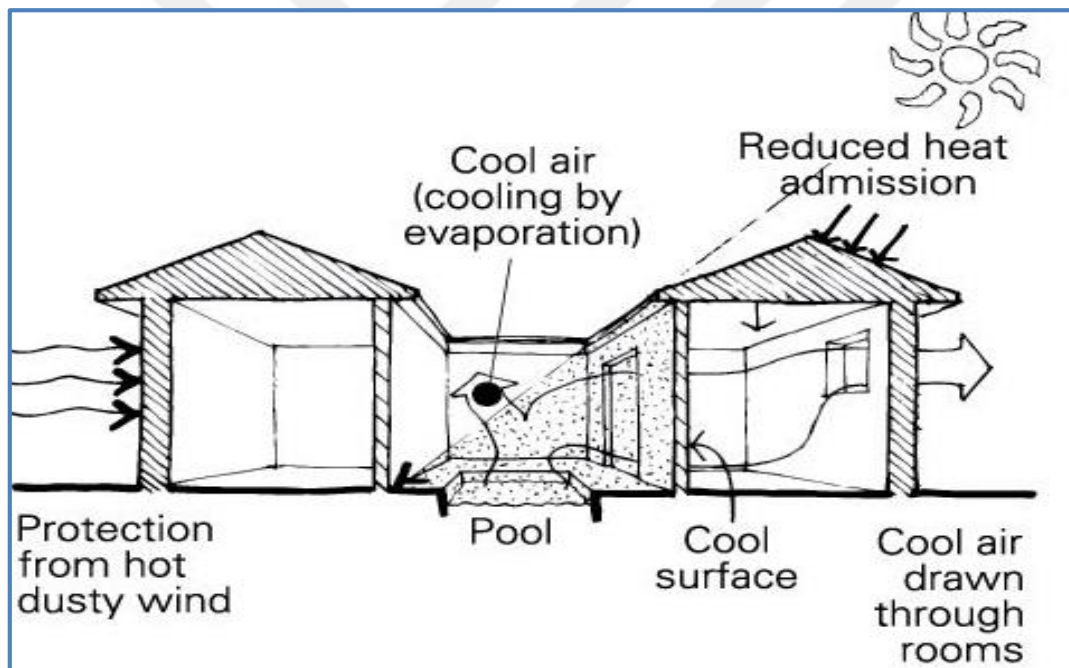 Cool air
(cooling by
evaporation)
Reduced heat
admission
Protection
from hot
dusty wind
Pool
Cool
surface
Cool air
drawn
through
rooms